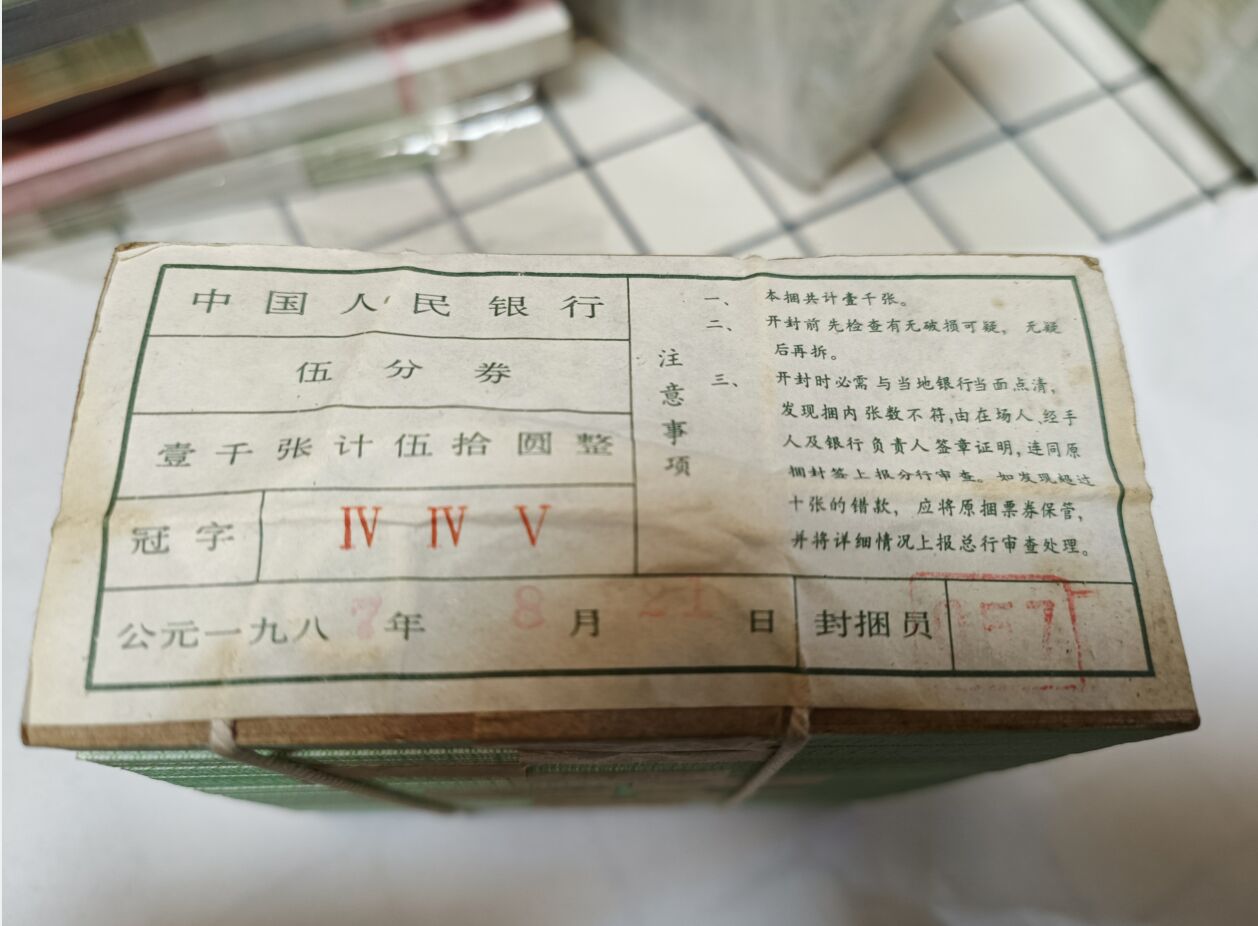 中国人民银行
伍分券
壹千张计伍拾圆整
冠字 IV IV V
公元一九八7年8月21日 封捆员
注意事项
一、本捆共计壹千张。
二、开封前先检查有无破损可疑，无疑
后再拆。
三、开封时必需与当地银行当面点清，
发现捆内张数不符，由在场人、经手
人及银行负责人签章证明，连同原
捆封签上报分行审查。如发现超过
十张的错款，应将原捆票券保管，
并将详细情况上报总行审查处理。